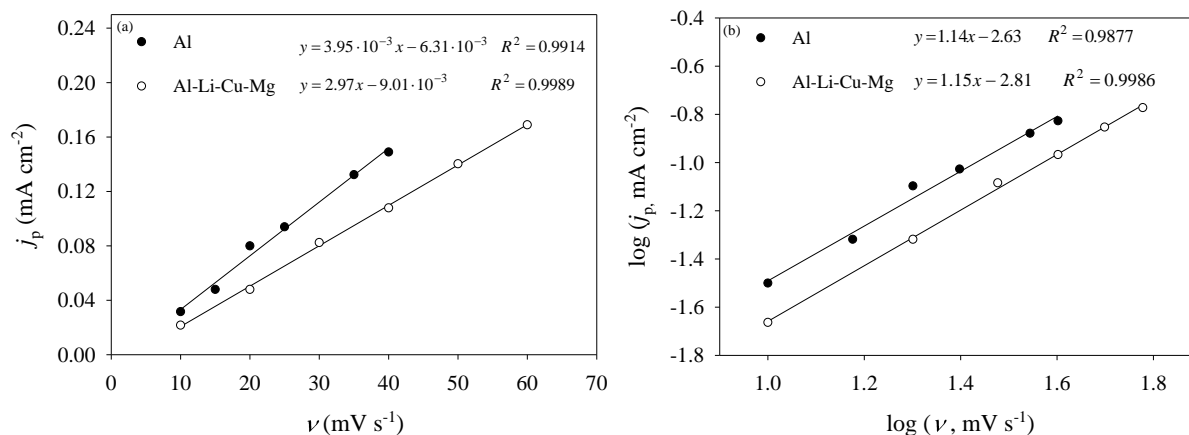 (a)
Al
y = 3.95·10⁻³ x − 6.31·10⁻³ R² = 0.9914
Al-Li-Cu-Mg
y = 2.97x − 9.01·10⁻³ R² = 0.9989
0.24
0.20
0.16
0.12
0.08
0.04
0.00
jp (mA cm⁻²)
0 10 20 30 40 50 60 70
ν (mV s⁻¹)
(b)
Al
y = 1.14x − 2.63 R² = 0.9877
Al-Li-Cu-Mg
y = 1.15x − 2.81 R² = 0.9986
-0.4
-0.6
-0.8
-1.0
-1.2
-1.4
-1.6
-1.8
log (jp, mA cm⁻²)
1.0 1.2 1.4 1.6 1.8
log (ν , mV s⁻¹)